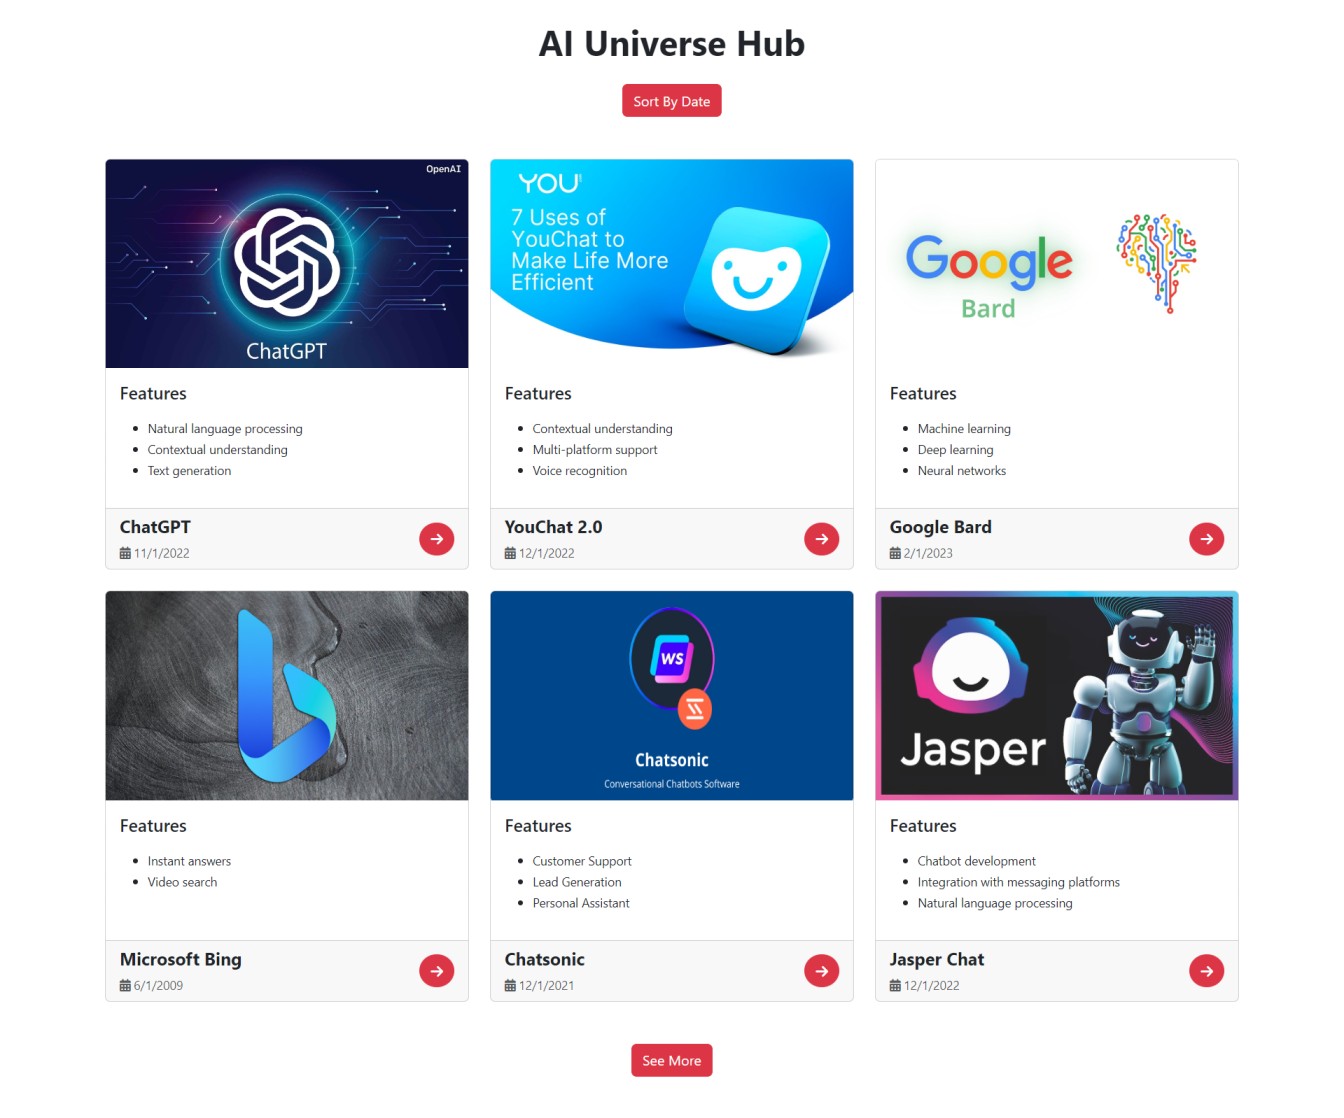 AI Universe Hub
Sort By Date
OpenAI
ChatGPT
Features
Natural language processing
Contextual understanding
Text generation
ChatGPT
11/1/2022
YOU
7 Uses of
YouChat to
Make Life More
Efficient
Features
Contextual understanding
Multi-platform support
Voice recognition
YouChat 2.0
12/1/2022
Google
Bard
Features
Machine learning
Deep learning
Neural networks
Google Bard
2/1/2023
Features
Instant answers
Video search
Microsoft Bing
6/1/2009
WS
Chatsonic
Conversational Chatbots Software
Features
Customer Support
Lead Generation
Personal Assistant
Chatsonic
12/1/2021
Jasper
Features
Chatbot development
Integration with messaging platforms
Natural language processing
Jasper Chat
12/1/2022
See More